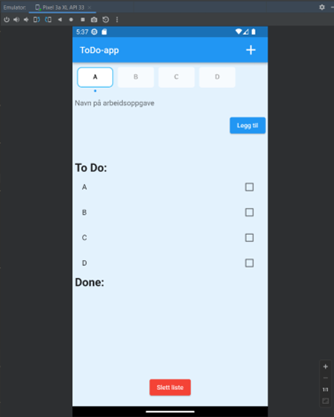 Emulator: Pixel 3a XL API 33
5:37
ToDo-app
A B C D
Navn på arbeidsoppgave
Legg til
To Do:
A
B
C
D
Done:
Slett liste
1:1